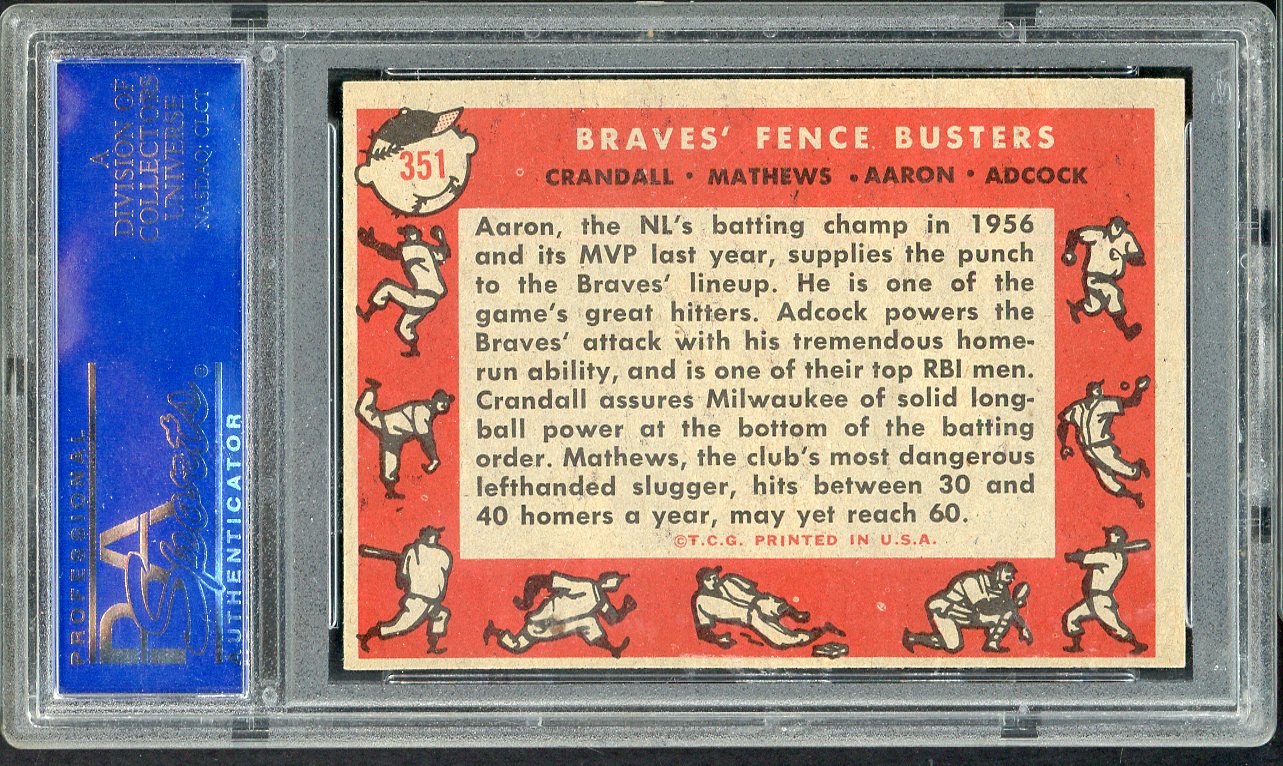 A
DIVISION OF
COLLECTORS
UNIVERSE
NASDAQ: CLCT
PROFESSIONAL
PSA
Sports®
AUTHENTICATOR
351
BRAVES' FENCE BUSTERS
CRANDALL • MATHEWS • AARON • ADCOCK
Aaron, the NL's batting champ in 1956
and its MVP last year, supplies the punch
to the Braves' lineup. He is one of the
game's great hitters. Adcock powers the
Braves' attack with his tremendous home-
run ability, and is one of their top RBI men.
Crandall assures Milwaukee of solid long-
ball power at the bottom of the batting
order. Mathews, the club's most dangerous
lefthanded slugger, hits between 30 and
40 homers a year, may yet reach 60.
©T.C.G. PRINTED IN U.S.A.